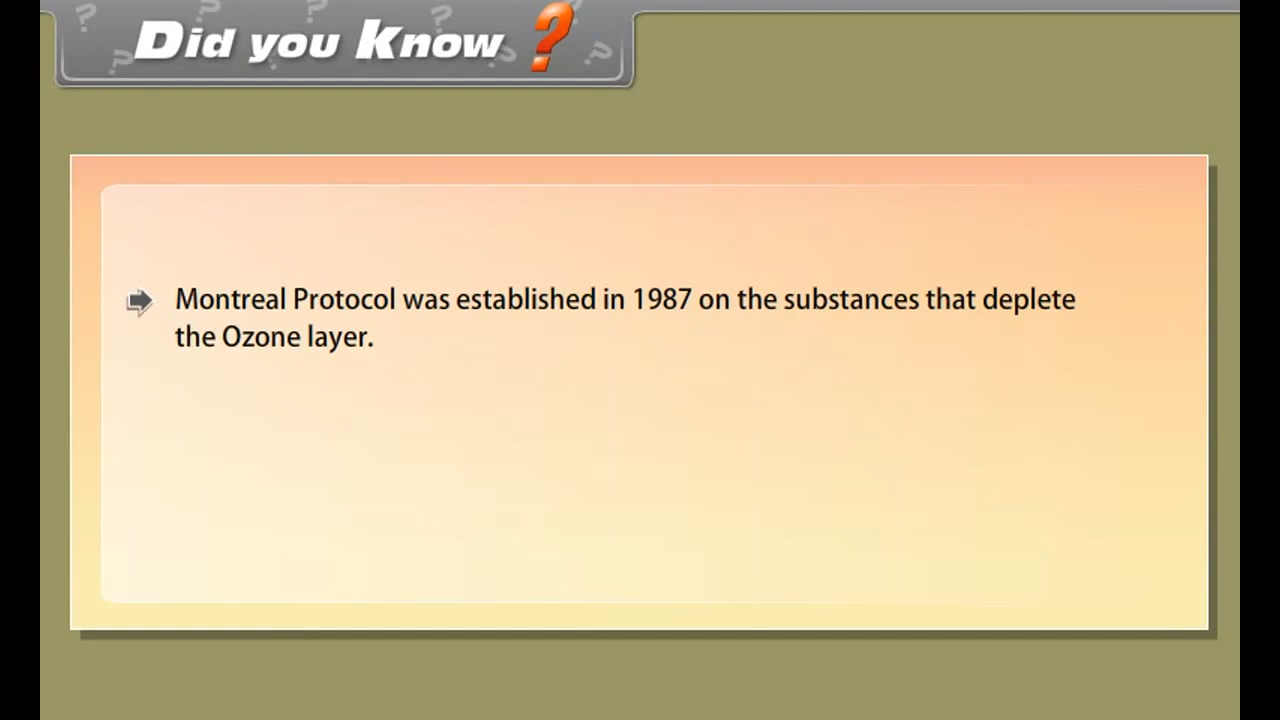 Did you Know ?
Montreal Protocol was established in 1987 on the substances that deplete
the Ozone layer.